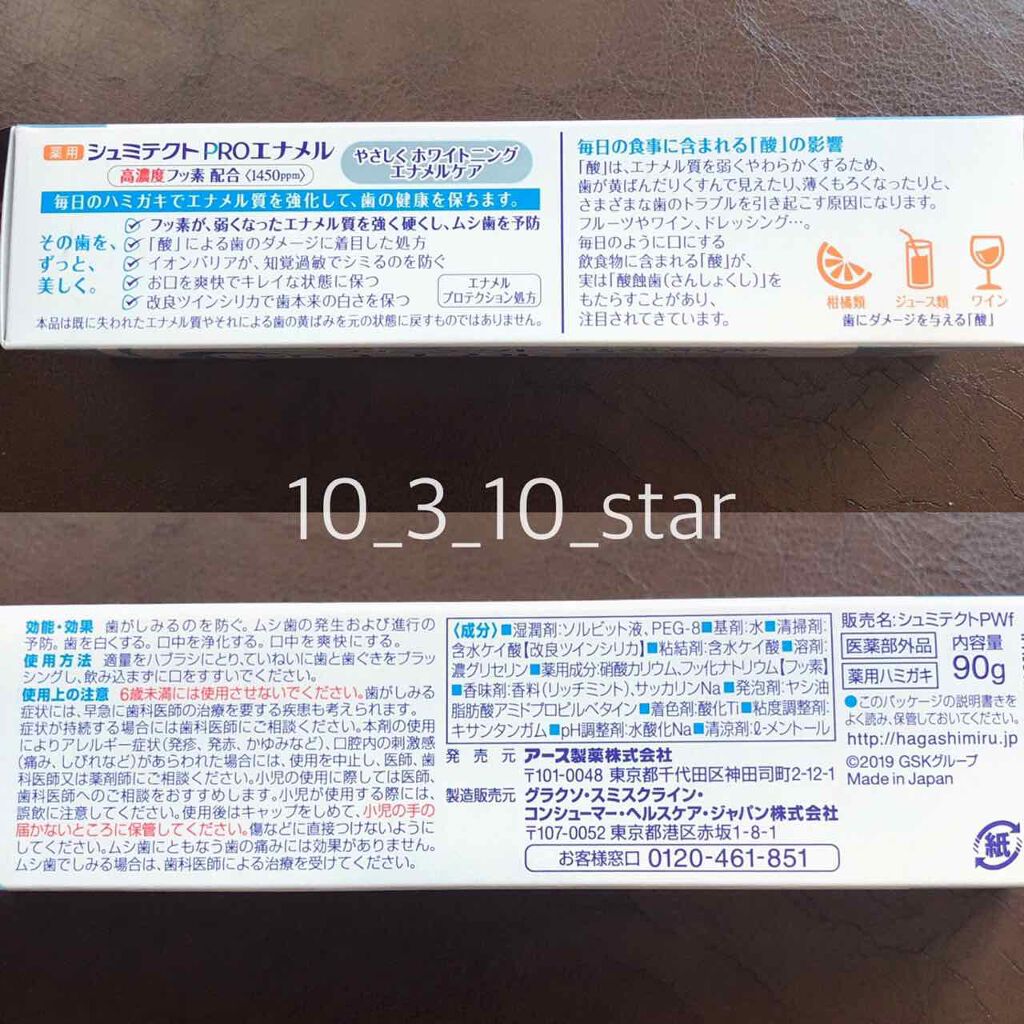 薬用 シュミテクトPROエナメル
高濃度フッ素 配合〈1450ppm〉
やさしくホワイトニング
エナメルケア
毎日のハミガキでエナメル質を強化して、歯の健康を保ちます。
その歯を、
ずっと、
美しく。
フッ素が、弱くなったエナメル質を強く硬くし、ムシ歯を予防
「酸」による歯のダメージに着目した処方
イオンバリアが、知覚過敏でシミるのを防ぐ
お口を爽快でキレイな状態に保つ
改良ツインシリカで歯本来の白さを保つ
エナメル
プロテクション処方
本品は既に失われたエナメル質やそれによる歯の黄ばみを元の状態に戻すものではありません。
毎日の食事に含まれる「酸」の影響
「酸」は、エナメル質を弱くやわらかくするため、
歯が黄ばんだりくすんで見えたり、薄くもろくなったりと、
さまざまな歯のトラブルを引き起こす原因になります。
フルーツやワイン、ドレッシング…。
毎日のように口にする
飲食物に含まれる「酸」が、
実は「酸蝕歯(さんしょくし)」を
もたらすことがあり、
注目されてきています。
柑橘類 ジュース類 ワイン
歯にダメージを与える「酸」
10_3_10_star
効能・効果 歯がしみるのを防ぐ。ムシ歯の発生および進行の
予防。歯を白くする。口中を浄化する。口中を爽快にする。
使用方法 適量をハブラシにとり、ていねいに歯と歯ぐきをブラッ
シングし、飲み込まずに口をすすいでください。
使用上の注意 6歳未満には使用させないでください。歯がしみる
症状には、早急に歯科医師の治療を要する疾患も考えられます。
症状が持続する場合には歯科医師にご相談ください。本剤の使用
によりアレルギー症状(発疹、発赤、かゆみなど)、口腔内の刺激感
(痛み、しびれなど)があらわれた場合には、使用を中止し、医師、歯
科医師又は薬剤師にご相談ください。小児の使用に際しては医師、
歯科医師へのご相談をおすすめします。小児が使用する際には、
誤飲に注意してください。使用後はキャップをしめて、小児の手の
届かないところに保管してください。傷などに直接つけないように
してください。ムシ歯にともなう歯の痛みには効果がありません。
ムシ歯でしみる場合は、歯科医師による治療を受けてください。
〈成分〉■湿潤剤:ソルビット液、PEG-8■基剤:水■清掃剤:
含水ケイ酸【改良ツインシリカ】■粘結剤:含水ケイ酸■溶剤:
濃グリセリン■薬用成分:硝酸カリウム、フッ化ナトリウム【フッ素】
■香味剤:香料(リッチミント)、サッカリンNa■発泡剤:ヤシ油
脂肪酸アミドプロピルベタイン■着色剤:酸化Ti■粘度調整剤:
キサンタンガム■pH調整剤:水酸化Na■清涼剤:ℓ-メントール
発売元 アース製薬株式会社
〒101-0048 東京都千代田区神田司町2-12-1
製造販売元 グラクソ・スミスクライン・
コンシューマー・ヘルスケア・ジャパン株式会社
〒107-0052 東京都港区赤坂1-8-1
お客様窓口 0120-461-851
販売名:シュミテクトPWf
医薬部外品
薬用ハミガキ
内容量
90g
●このパッケージの説明書きを
よく読み、保管しておいてください。
http://hagashimiru.jp
©2019 GSKグループ
Made in Japan
紙